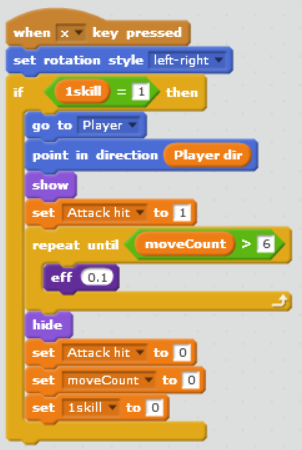 when x key pressed
set rotation style left-right
if 1skill = 1 then
go to Player
point in direction Player dir
show
set Attack hit to 1
repeat until moveCount > 6
eff 0.1
hide
set Attack hit to 0
set moveCount to 0
set 1skill to 0